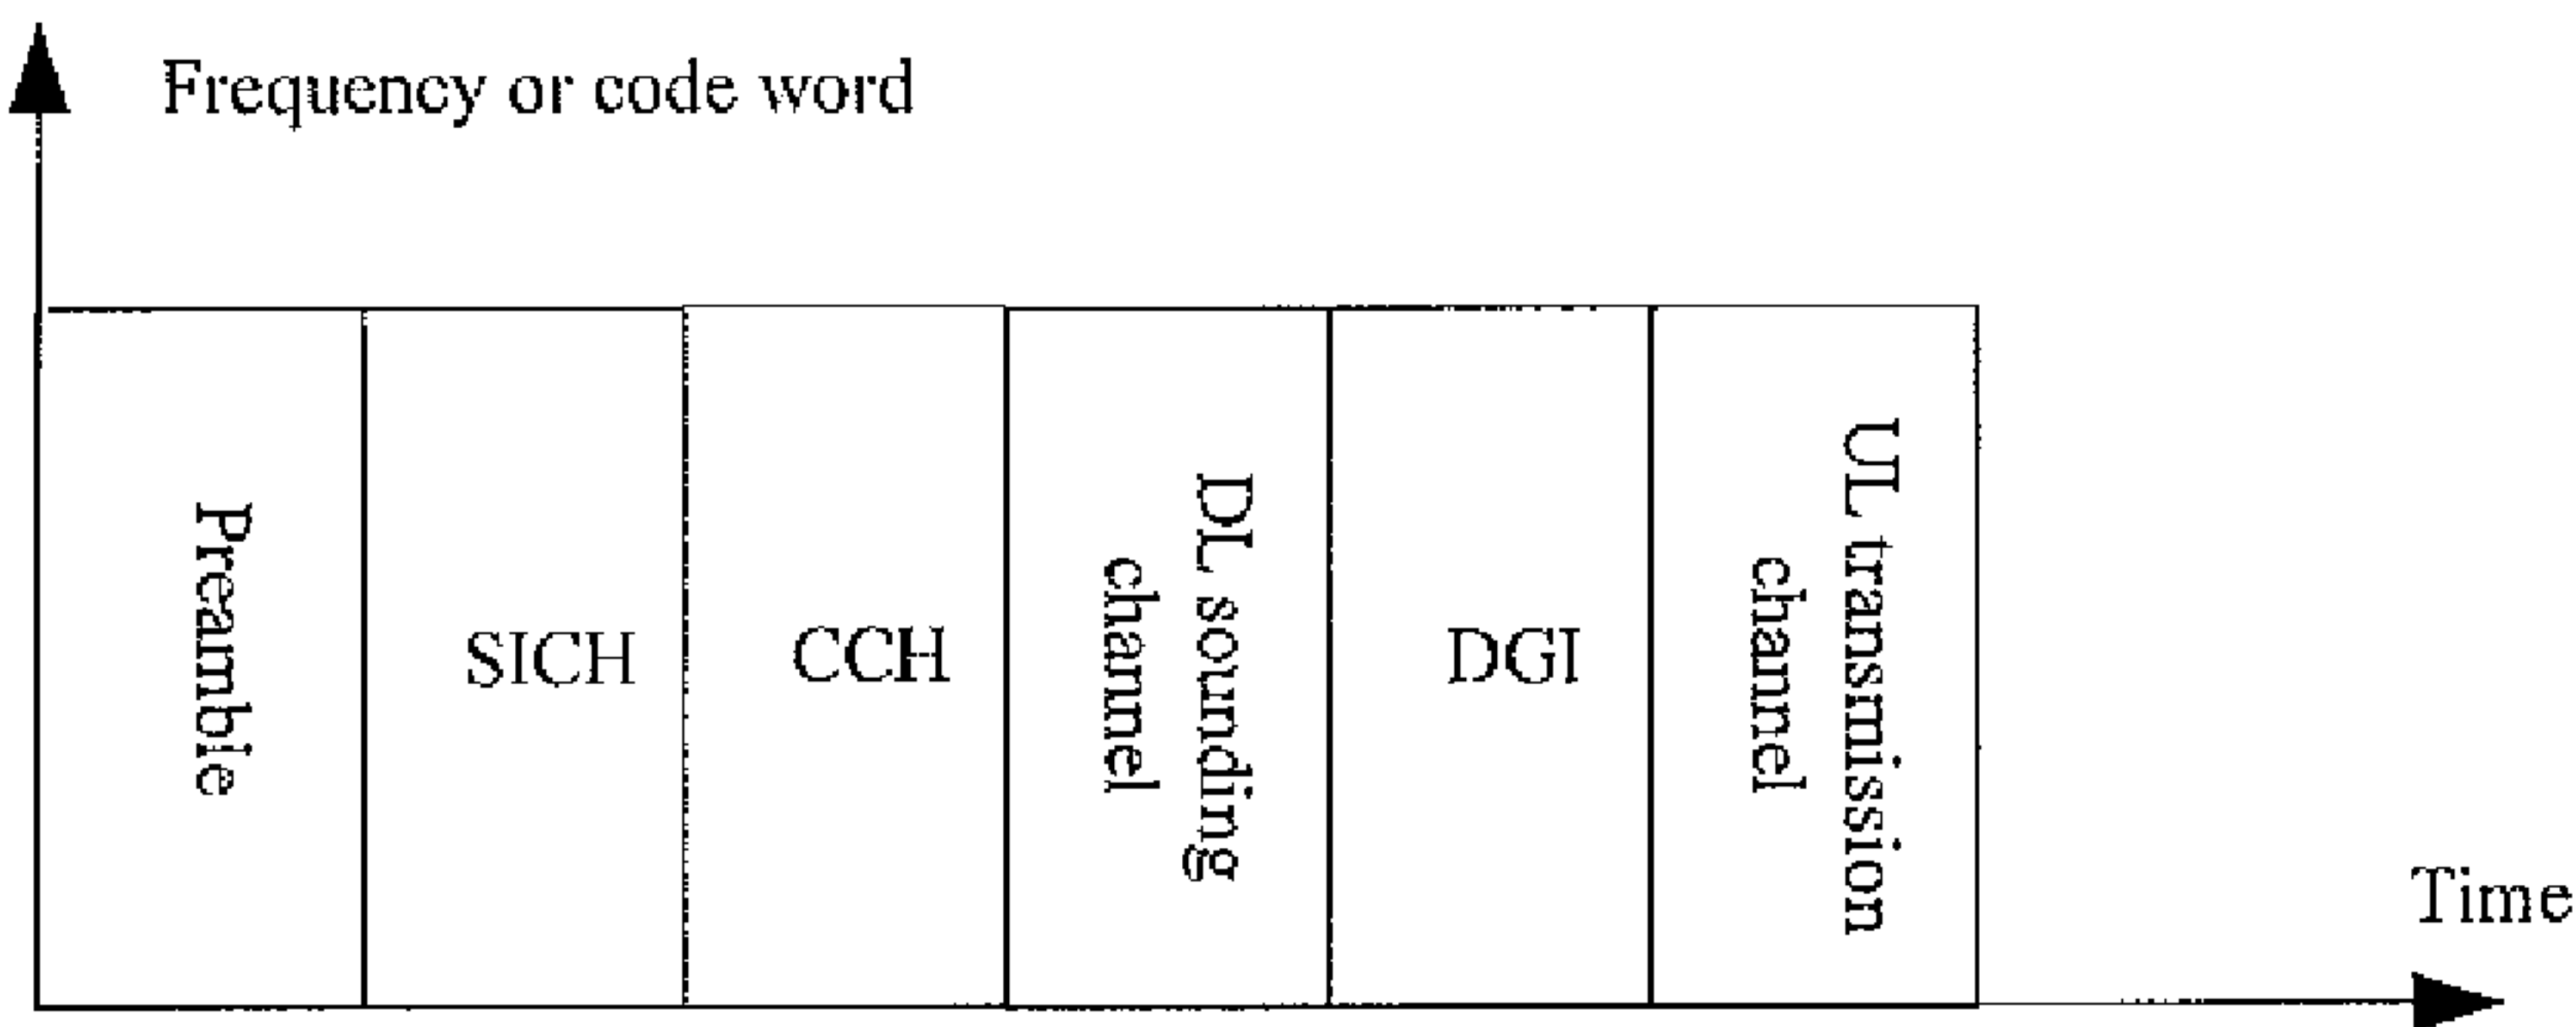 Frequency or code word
Preamble
SICH
CCH
DL sounding
channel
DGI
UL transmission
channel
Time